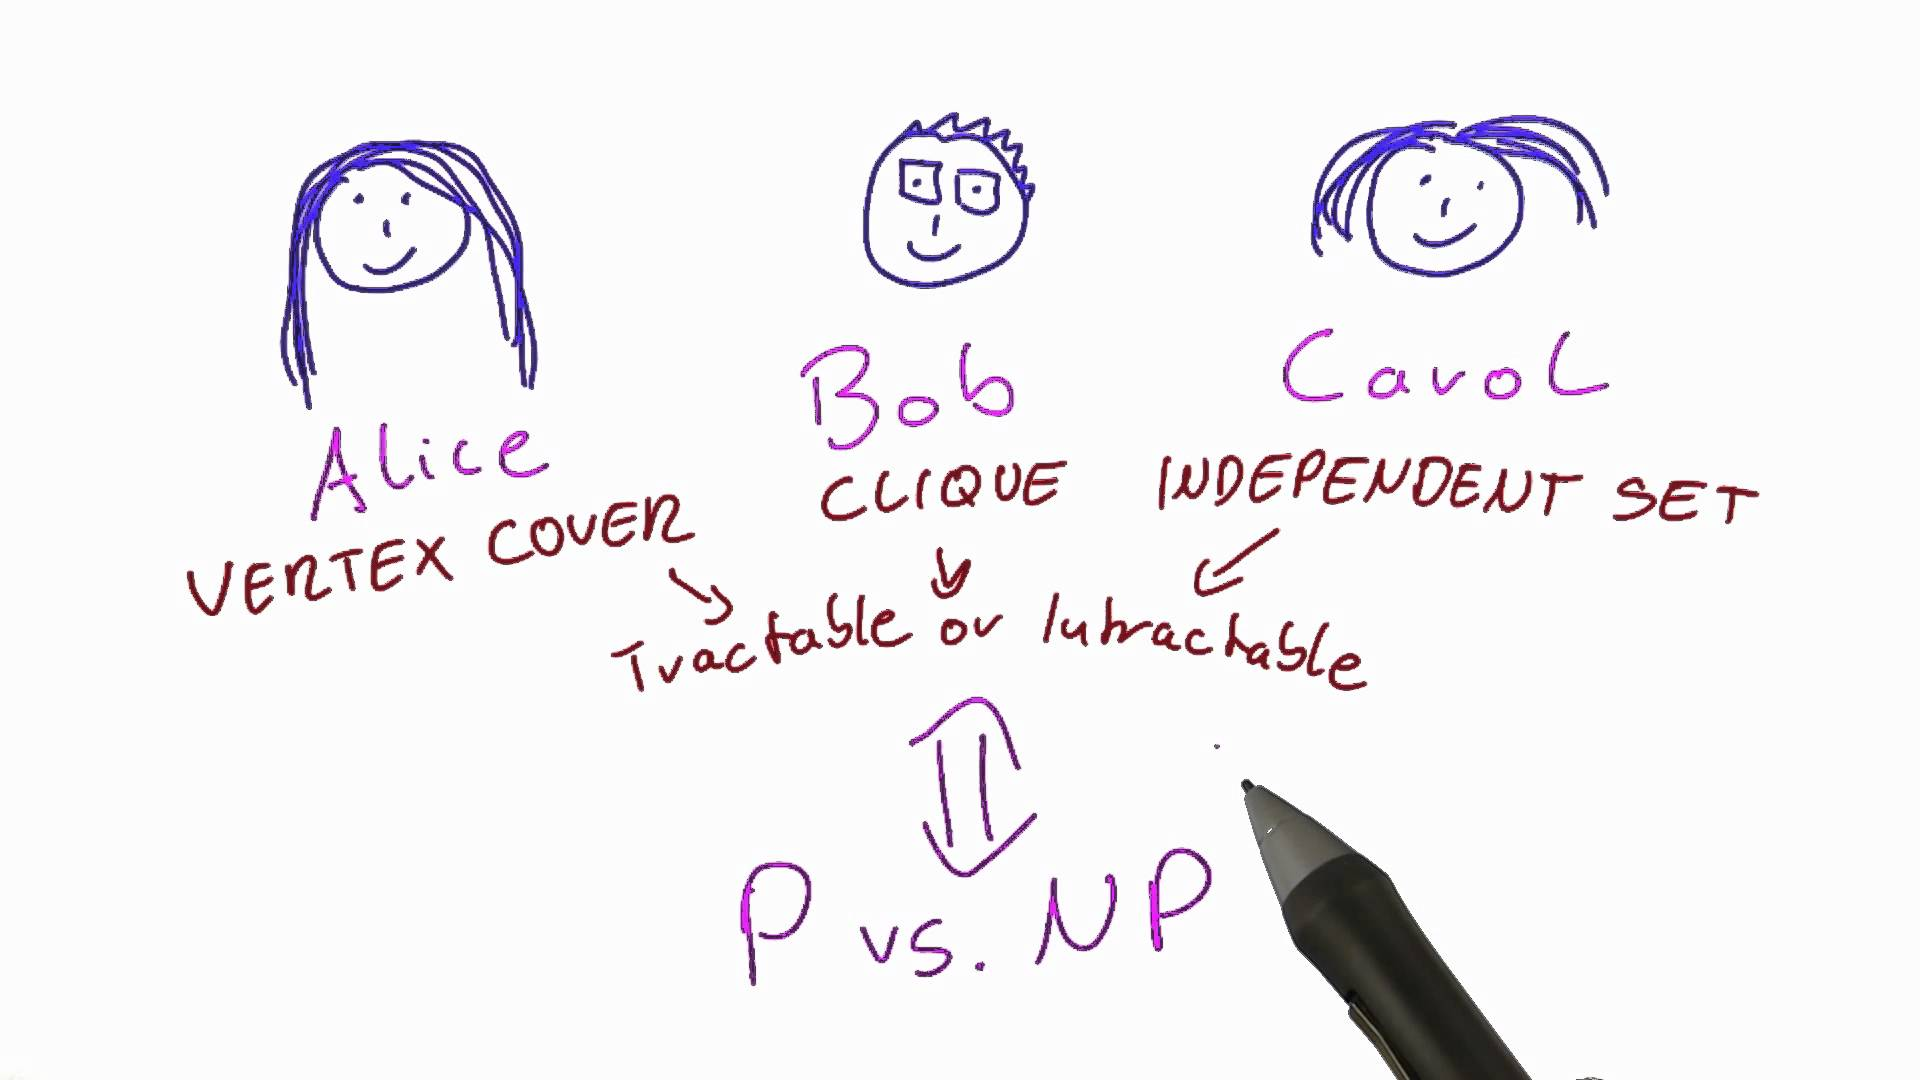 Alice
Bob
Carol
VERTEX COVER
CLIQUE
INDEPENDENT SET
Tractable or Intractable
P vs. NP